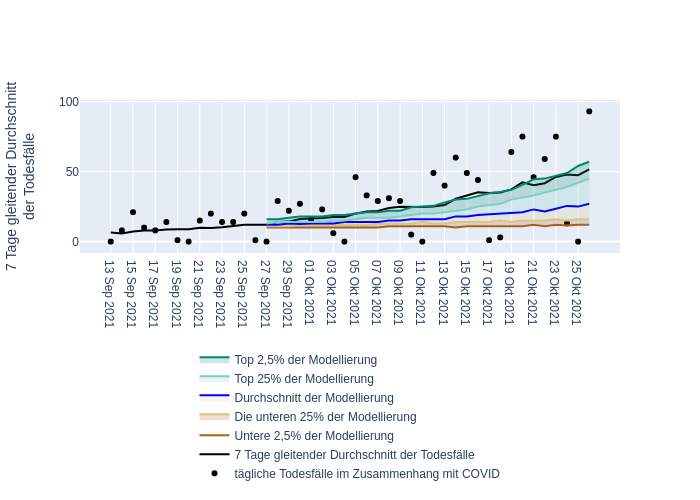 7 Tage gleitender Durchschnitt
der Todesfälle
100
50
0
13 Sep 2021
15 Sep 2021
17 Sep 2021
19 Sep 2021
21 Sep 2021
23 Sep 2021
25 Sep 2021
27 Sep 2021
29 Sep 2021
01 Okt 2021
03 Okt 2021
05 Okt 2021
07 Okt 2021
09 Okt 2021
11 Okt 2021
13 Okt 2021
15 Okt 2021
17 Okt 2021
19 Okt 2021
21 Okt 2021
23 Okt 2021
25 Okt 2021
Top 2,5% der Modellierung
Top 25% der Modellierung
Durchschnitt der Modellierung
Die unteren 25% der Modellierung
Untere 2,5% der Modellierung
7 Tage gleitender Durchschnitt der Todesfälle
tägliche Todesfälle im Zusammenhang mit COVID